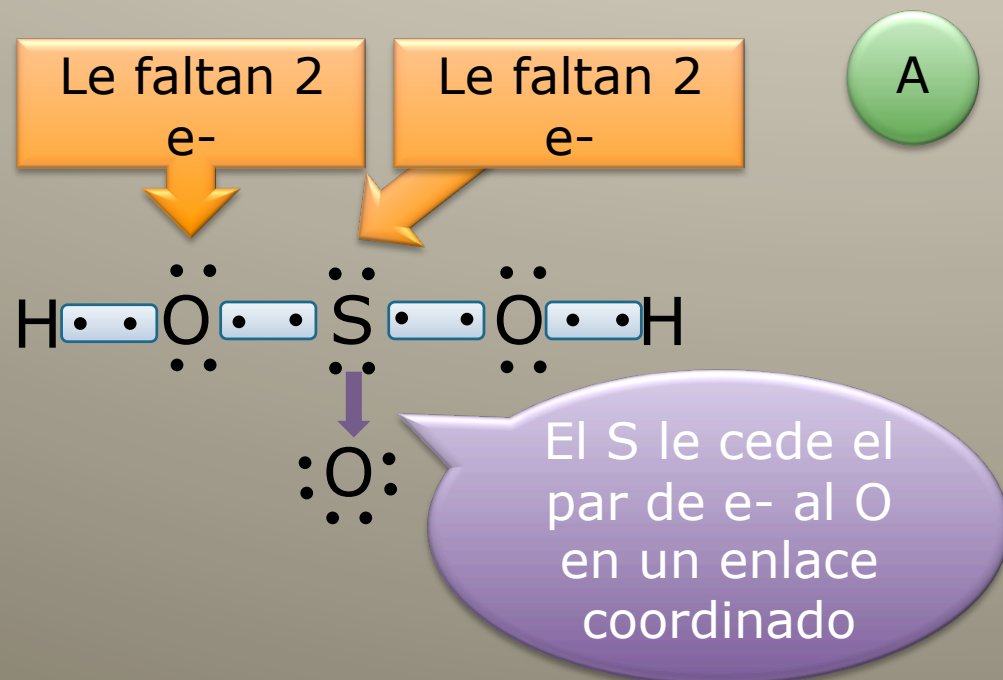 Le faltan 2
e-
Le faltan 2
e-
A
H O S O H
O
El S le cede el
par de e- al O
en un enlace
coordinado